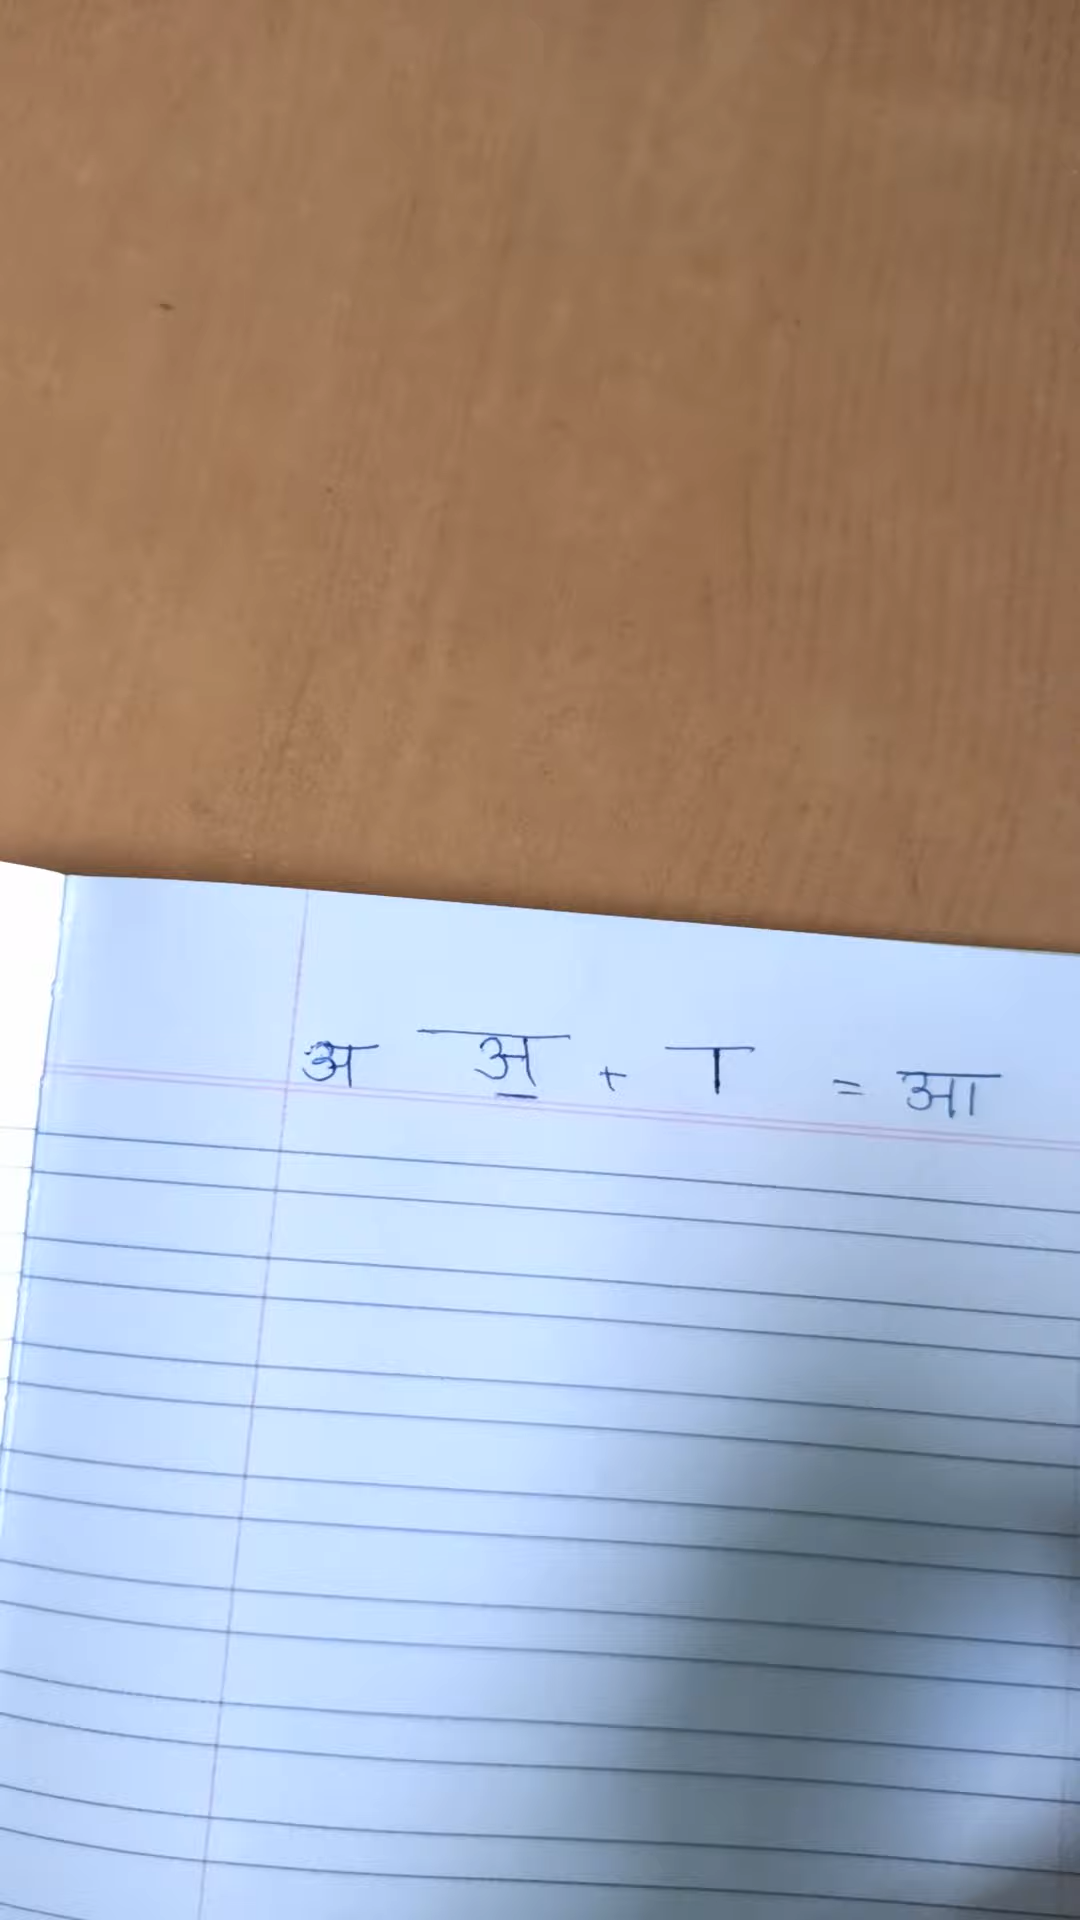 अ अ + ा = आ